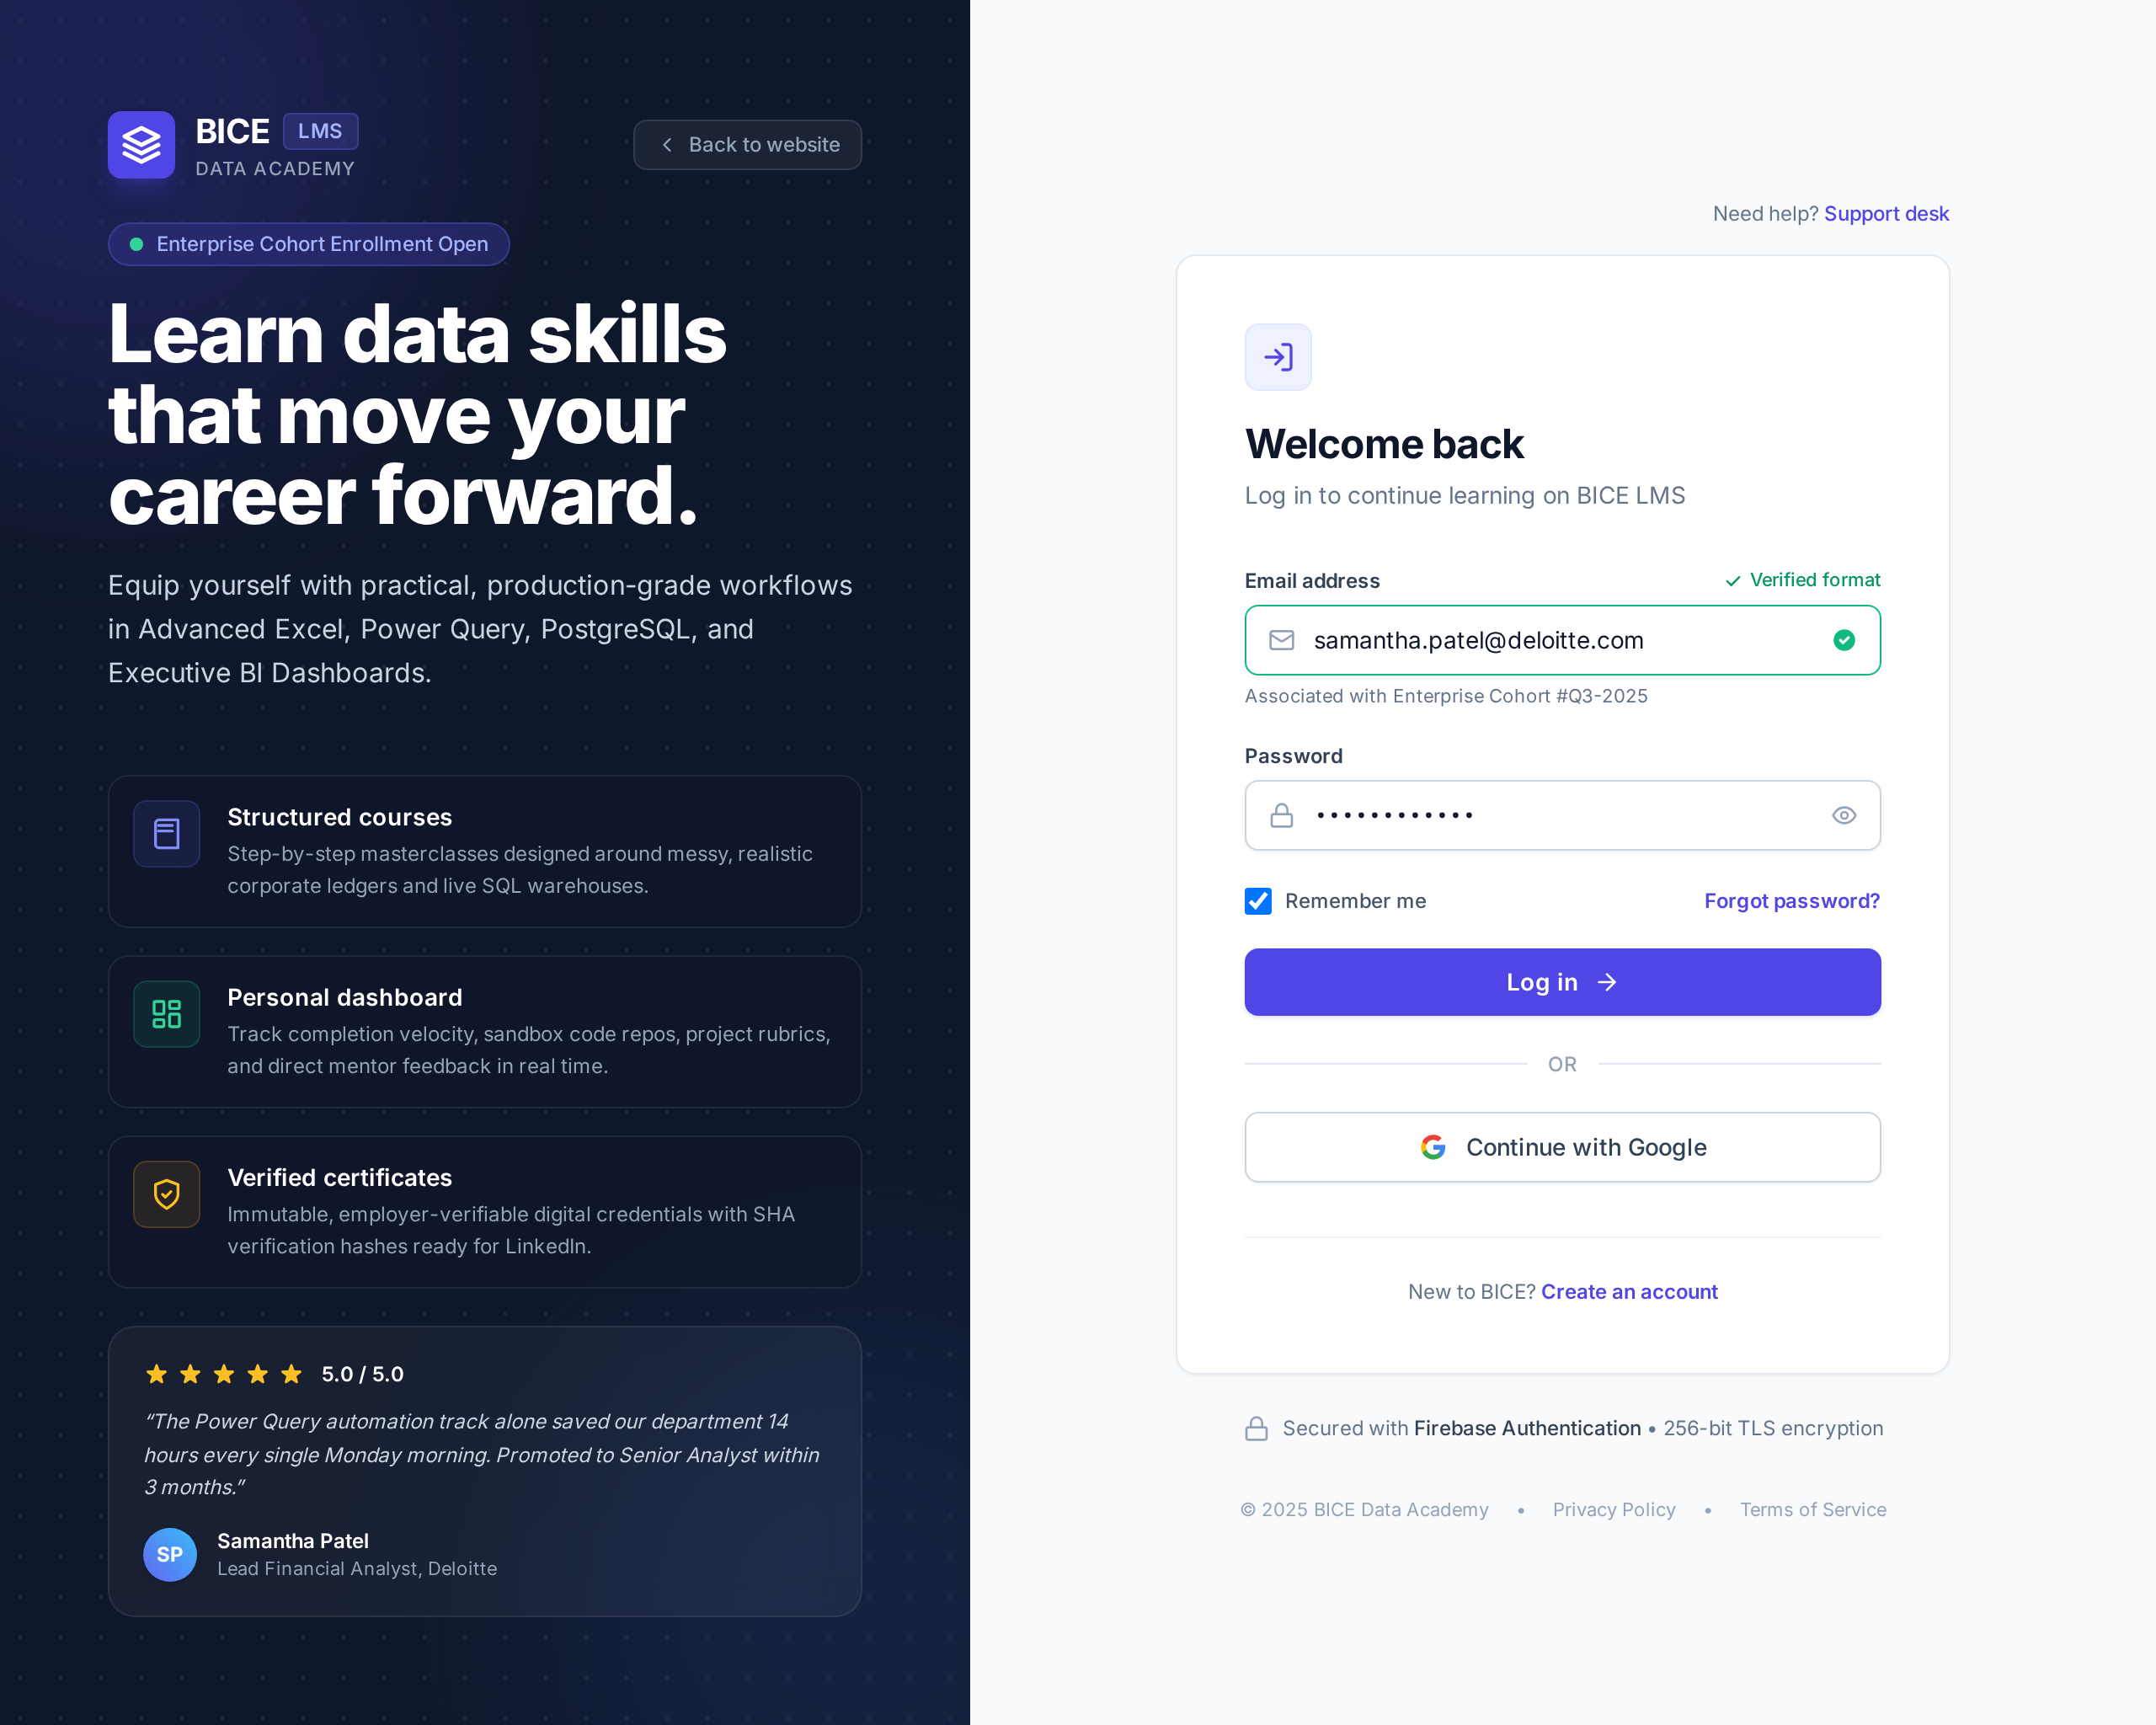 BICE LMS
DATA ACADEMY
Back to website
Enterprise Cohort Enrollment Open
Learn data skills
that move your
career forward.
Equip yourself with practical, production-grade workflows
in Advanced Excel, Power Query, PostgreSQL, and
Executive BI Dashboards.
Structured courses
Step-by-step masterclasses designed around messy, realistic
corporate ledgers and live SQL warehouses.
Personal dashboard
Track completion velocity, sandbox code repos, project rubrics,
and direct mentor feedback in real time.
Verified certificates
Immutable, employer-verifiable digital credentials with SHA
verification hashes ready for LinkedIn.
5.0 / 5.0
“The Power Query automation track alone saved our department 14
hours every single Monday morning. Promoted to Senior Analyst within
3 months.”
SP
Samantha Patel
Lead Financial Analyst, Deloitte
Need help? Support desk
Welcome back
Log in to continue learning on BICE LMS
Email address
Verified format
samantha.patel@deloitte.com
Associated with Enterprise Cohort #Q3-2025
Password
••••••••••••
Remember me
Forgot password?
Log in
OR
Continue with Google
New to BICE? Create an account
Secured with Firebase Authentication • 256-bit TLS encryption
© 2025 BICE Data Academy • Privacy Policy • Terms of Service